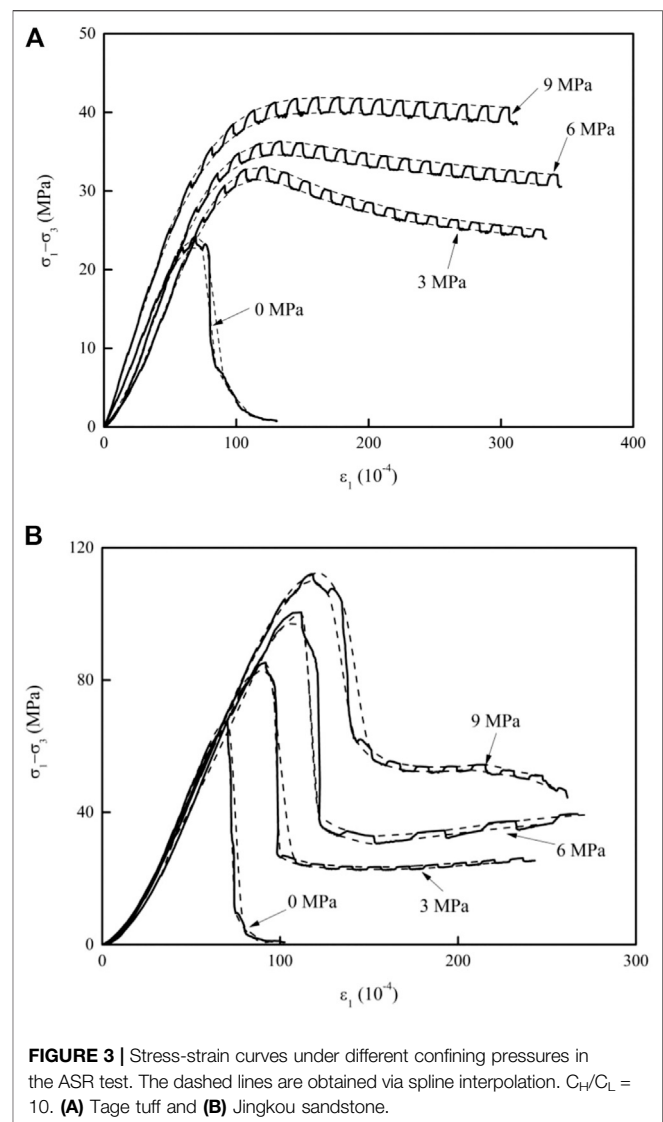 A
50
40
30
20
10
0
σ₁−σ₃ (MPa)
9 MPa
6 MPa
3 MPa
0 MPa
0 100 200 300 400
ε₁ (10⁻⁴)
B
120
80
40
0
σ₁−σ₃ (MPa)
9 MPa
6 MPa
3 MPa
0 MPa
0 100 200 300
ε₁ (10⁻⁴)
FIGURE 3 | Stress-strain curves under different confining pressures in
the ASR test. The dashed lines are obtained via spline interpolation. C_H/C_L =
10. (A) Tage tuff and (B) Jingkou sandstone.